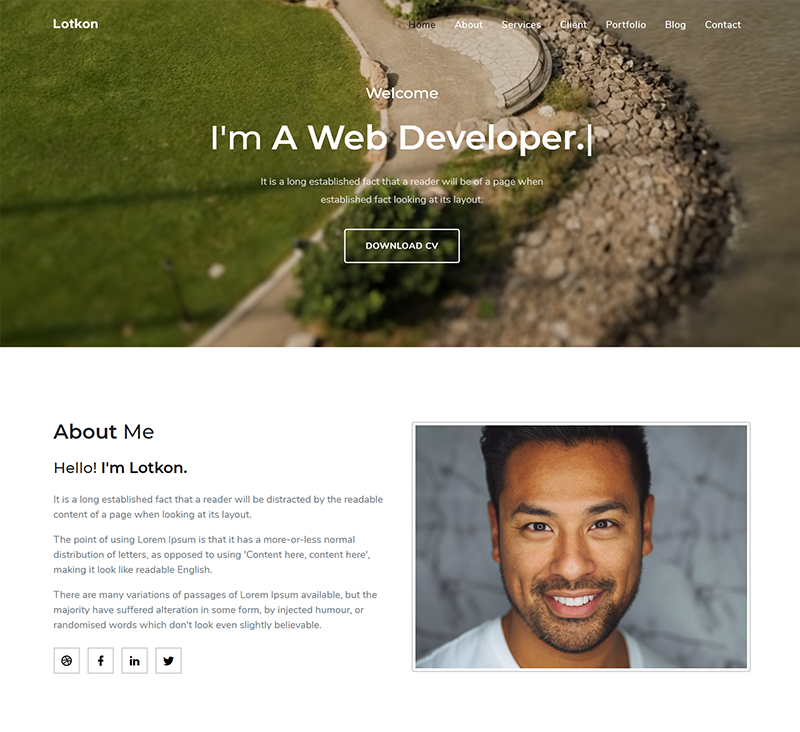 Lotkon
Home About Services Client Portfolio Blog Contact
Welcome
I'm A Web Developer.|
It is a long established fact that a reader will be of a page when
established fact looking at its layout.
DOWNLOAD CV
About Me
Hello! I'm Lotkon.
It is a long established fact that a reader will be distracted by the readable
content of a page when looking at its layout.
The point of using Lorem Ipsum is that it has a more-or-less normal
distribution of letters, as opposed to using 'Content here, content here',
making it look like readable English.
There are many variations of passages of Lorem Ipsum available, but the
majority have suffered alteration in some form, by injected humour, or
randomised words which don't look even slightly believable.